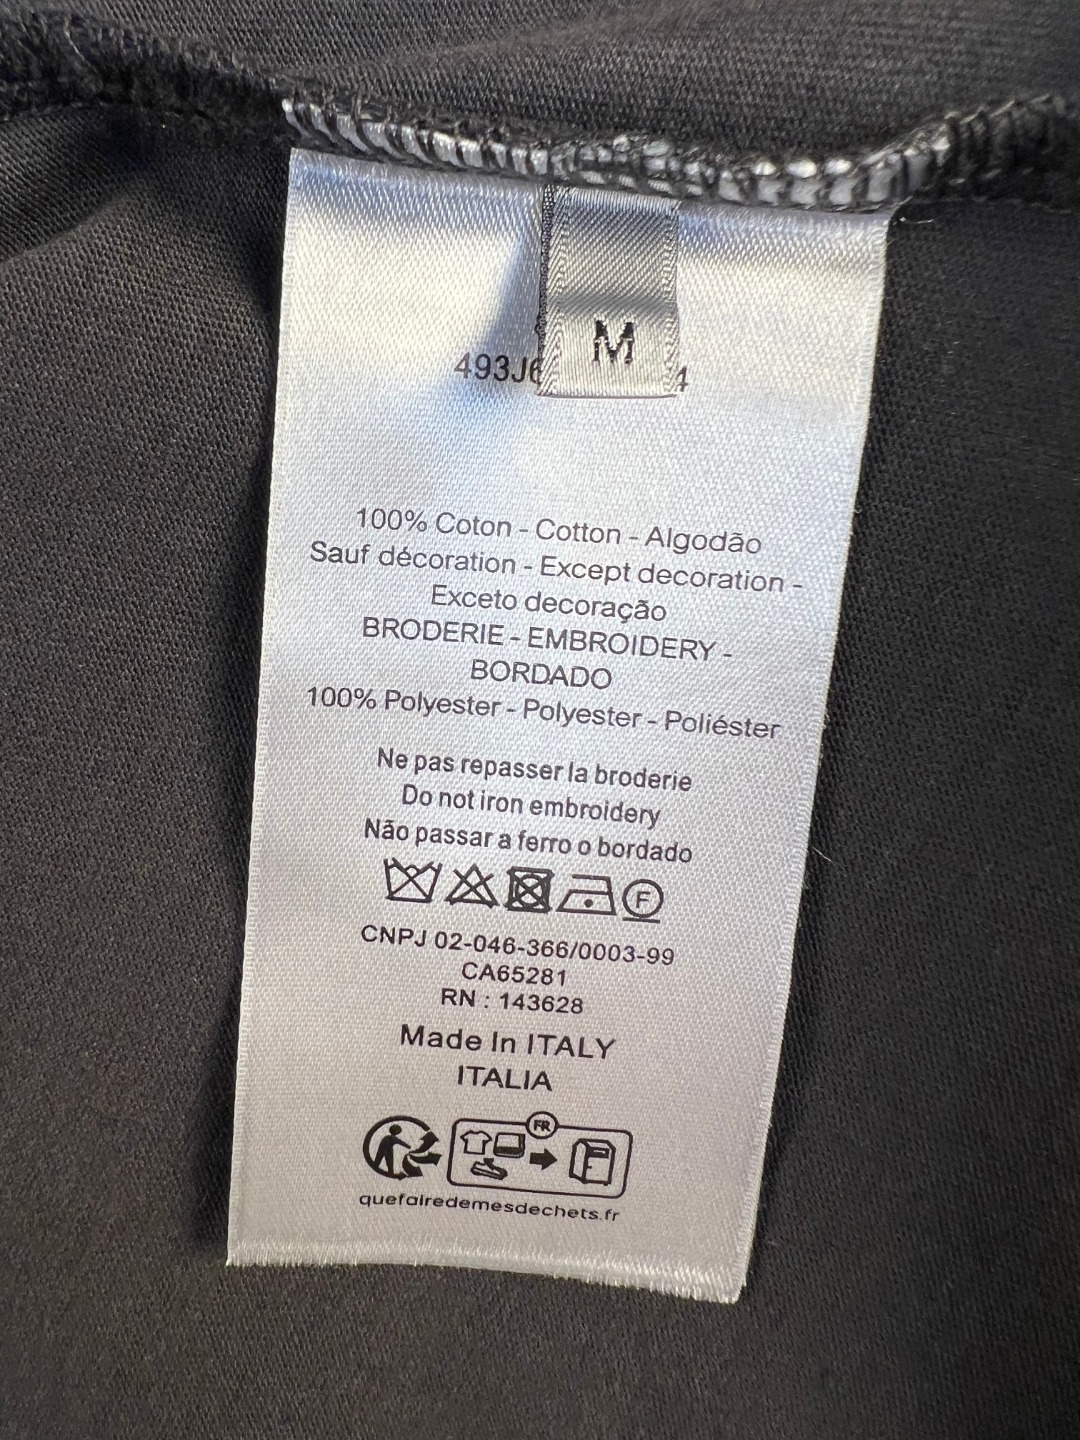 M
100% Coton - Cotton - Algodão
Sauf décoration - Except decoration -
Exceto decoração
BRODERIE - EMBROIDERY -
BORDADO
100% Polyester - Polyester - Poliéster
Ne pas repasser la broderie
Do not iron embroidery
Não passar a ferro o bordado
F
CNPJ 02-046-366/0003-99
CA65281
RN : 143628
Made In ITALY
ITALIA
FR
quefairedemesdechets.fr